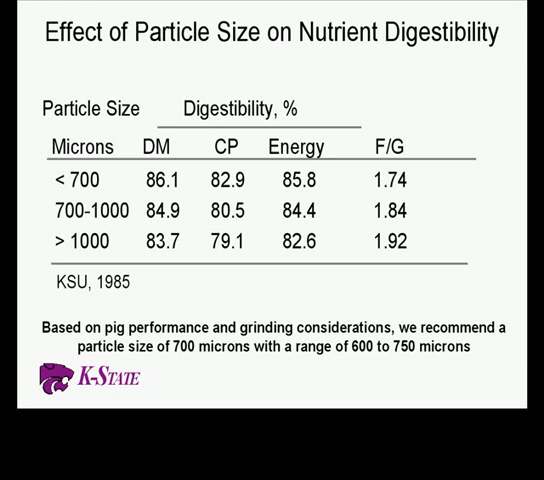 Effect of Particle Size on Nutrient Digestibility
Particle Size Digestibility, %
Microns DM CP Energy F/G
< 700 86.1 82.9 85.8 1.74
700-1000 84.9 80.5 84.4 1.84
> 1000 83.7 79.1 82.6 1.92
KSU, 1985
Based on pig performance and grinding considerations, we recommend a
particle size of 700 microns with a range of 600 to 750 microns
K-STATE